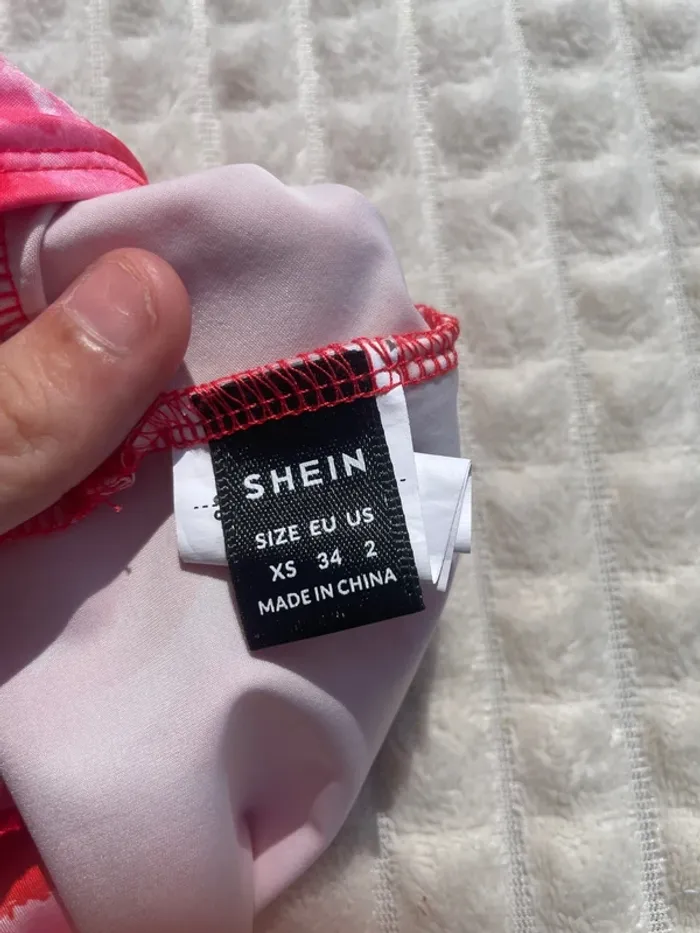 SHEIN
SIZE EU US
XS 34 2
MADE IN CHINA